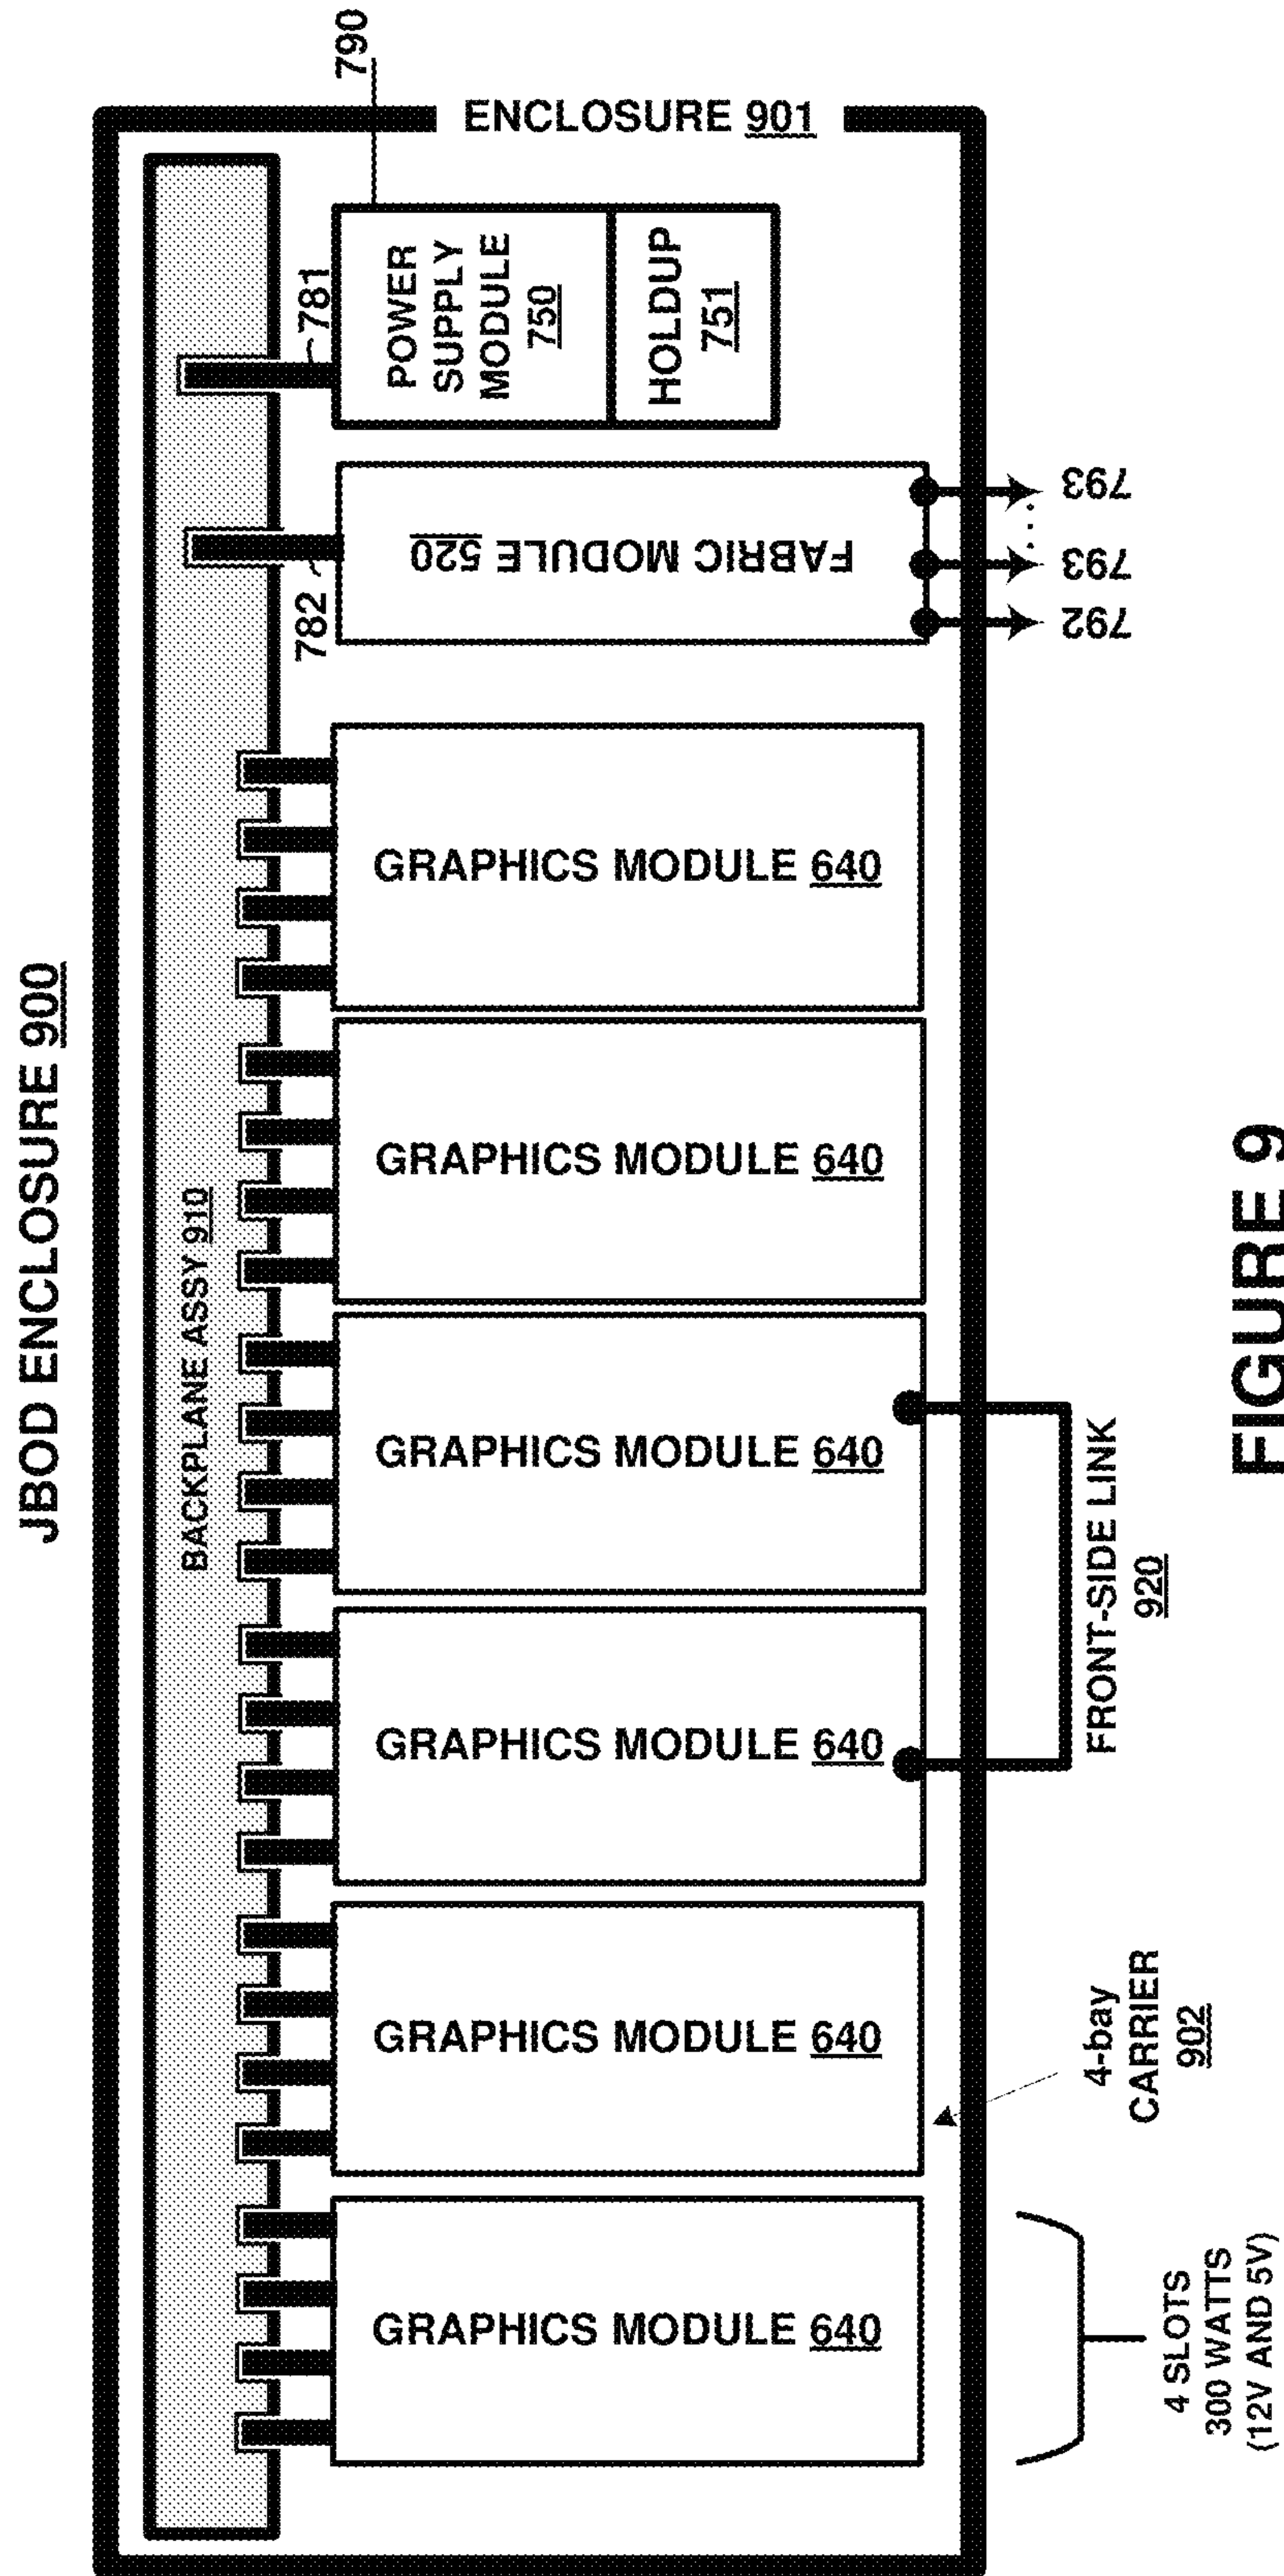 JBOD ENCLOSURE 900
BACKPLANE ASSY 910
GRAPHICS MODULE 640
GRAPHICS MODULE 640
GRAPHICS MODULE 640
GRAPHICS MODULE 640
GRAPHICS MODULE 640
GRAPHICS MODULE 640
782
FABRIC MODULE 520
781
POWER
SUPPLY
MODULE
750
HOLDUP
751
790
ENCLOSURE 901
792
793
. . .
793
4 SLOTS
300 WATTS
(12V AND 5V)
4-bay
CARRIER
902
FRONT-SIDE LINK
920
FIGURE 9